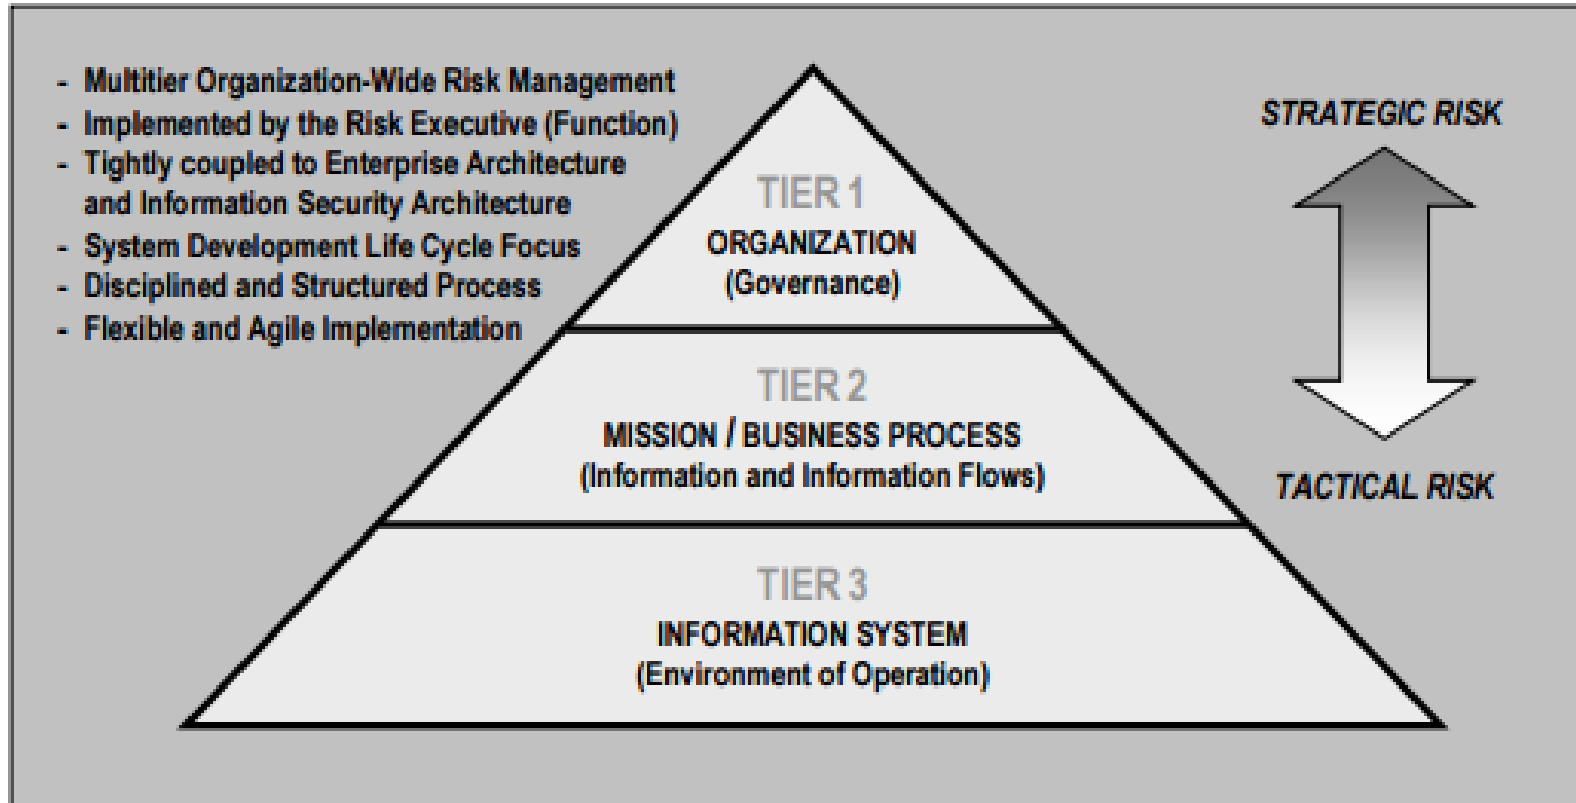 - Multitier Organization-Wide Risk Management
- Implemented by the Risk Executive (Function)
- Tightly coupled to Enterprise Architecture
and Information Security Architecture
- System Development Life Cycle Focus
- Disciplined and Structured Process
- Flexible and Agile Implementation
TIER 1
ORGANIZATION
(Governance)
TIER 2
MISSION / BUSINESS PROCESS
(Information and Information Flows)
TIER 3
INFORMATION SYSTEM
(Environment of Operation)
STRATEGIC RISK
TACTICAL RISK